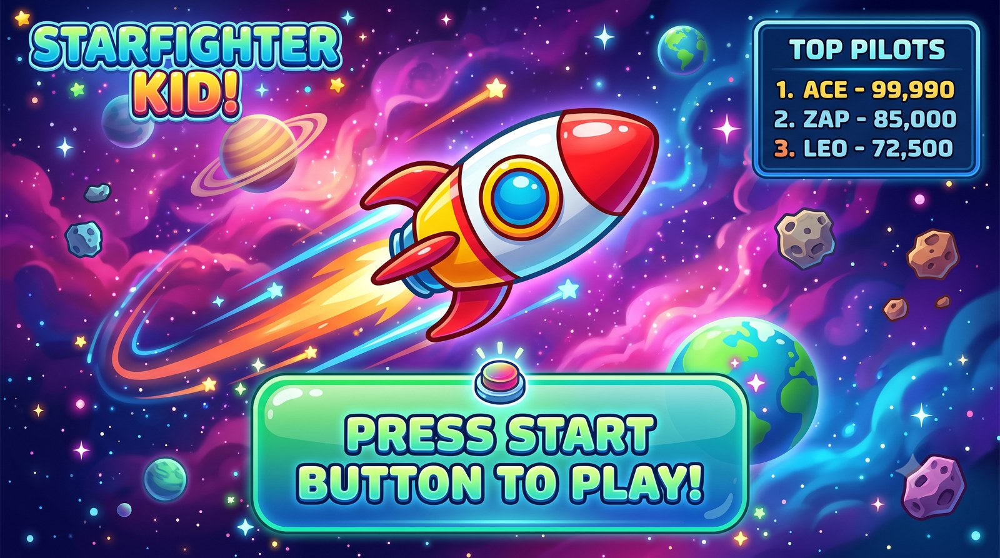 STARFIGHTER
KID!
TOP PILOTS
1. ACE - 99,990
2. ZAP - 85,000
3. LEO - 72,500
PRESS START
BUTTON TO PLAY!